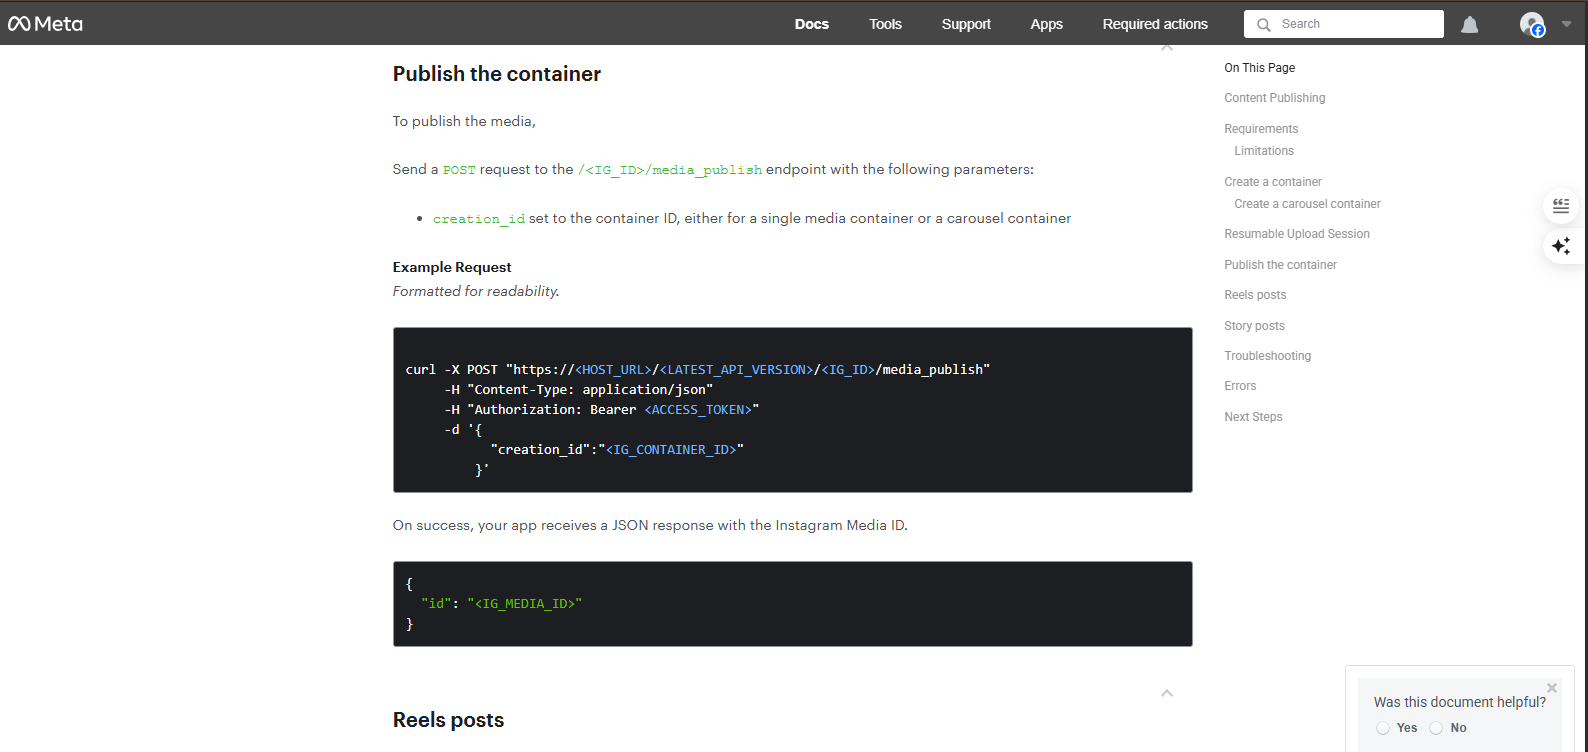 Meta
Docs
Tools
Support
Apps
Required actions
Search
Publish the container
To publish the media,
Send a POST request to the /<IG_ID>/media_publish endpoint with the following parameters:
• creation_id set to the container ID, either for a single media container or a carousel container
Example Request
Formatted for readability.
curl -X POST "https://<HOST_URL>/<LATEST_API_VERSION>/<IG_ID>/media_publish"
     -H "Content-Type: application/json"
     -H "Authorization: Bearer <ACCESS_TOKEN>"
     -d '{
           "creation_id":"<IG_CONTAINER_ID>"
         }'
On success, your app receives a JSON response with the Instagram Media ID.
{
  "id": "<IG_MEDIA_ID>"
}
Reels posts
On This Page
Content Publishing
Requirements
Limitations
Create a container
Create a carousel container
Resumable Upload Session
Publish the container
Reels posts
Story posts
Troubleshooting
Errors
Next Steps
Was this document helpful?
Yes
No